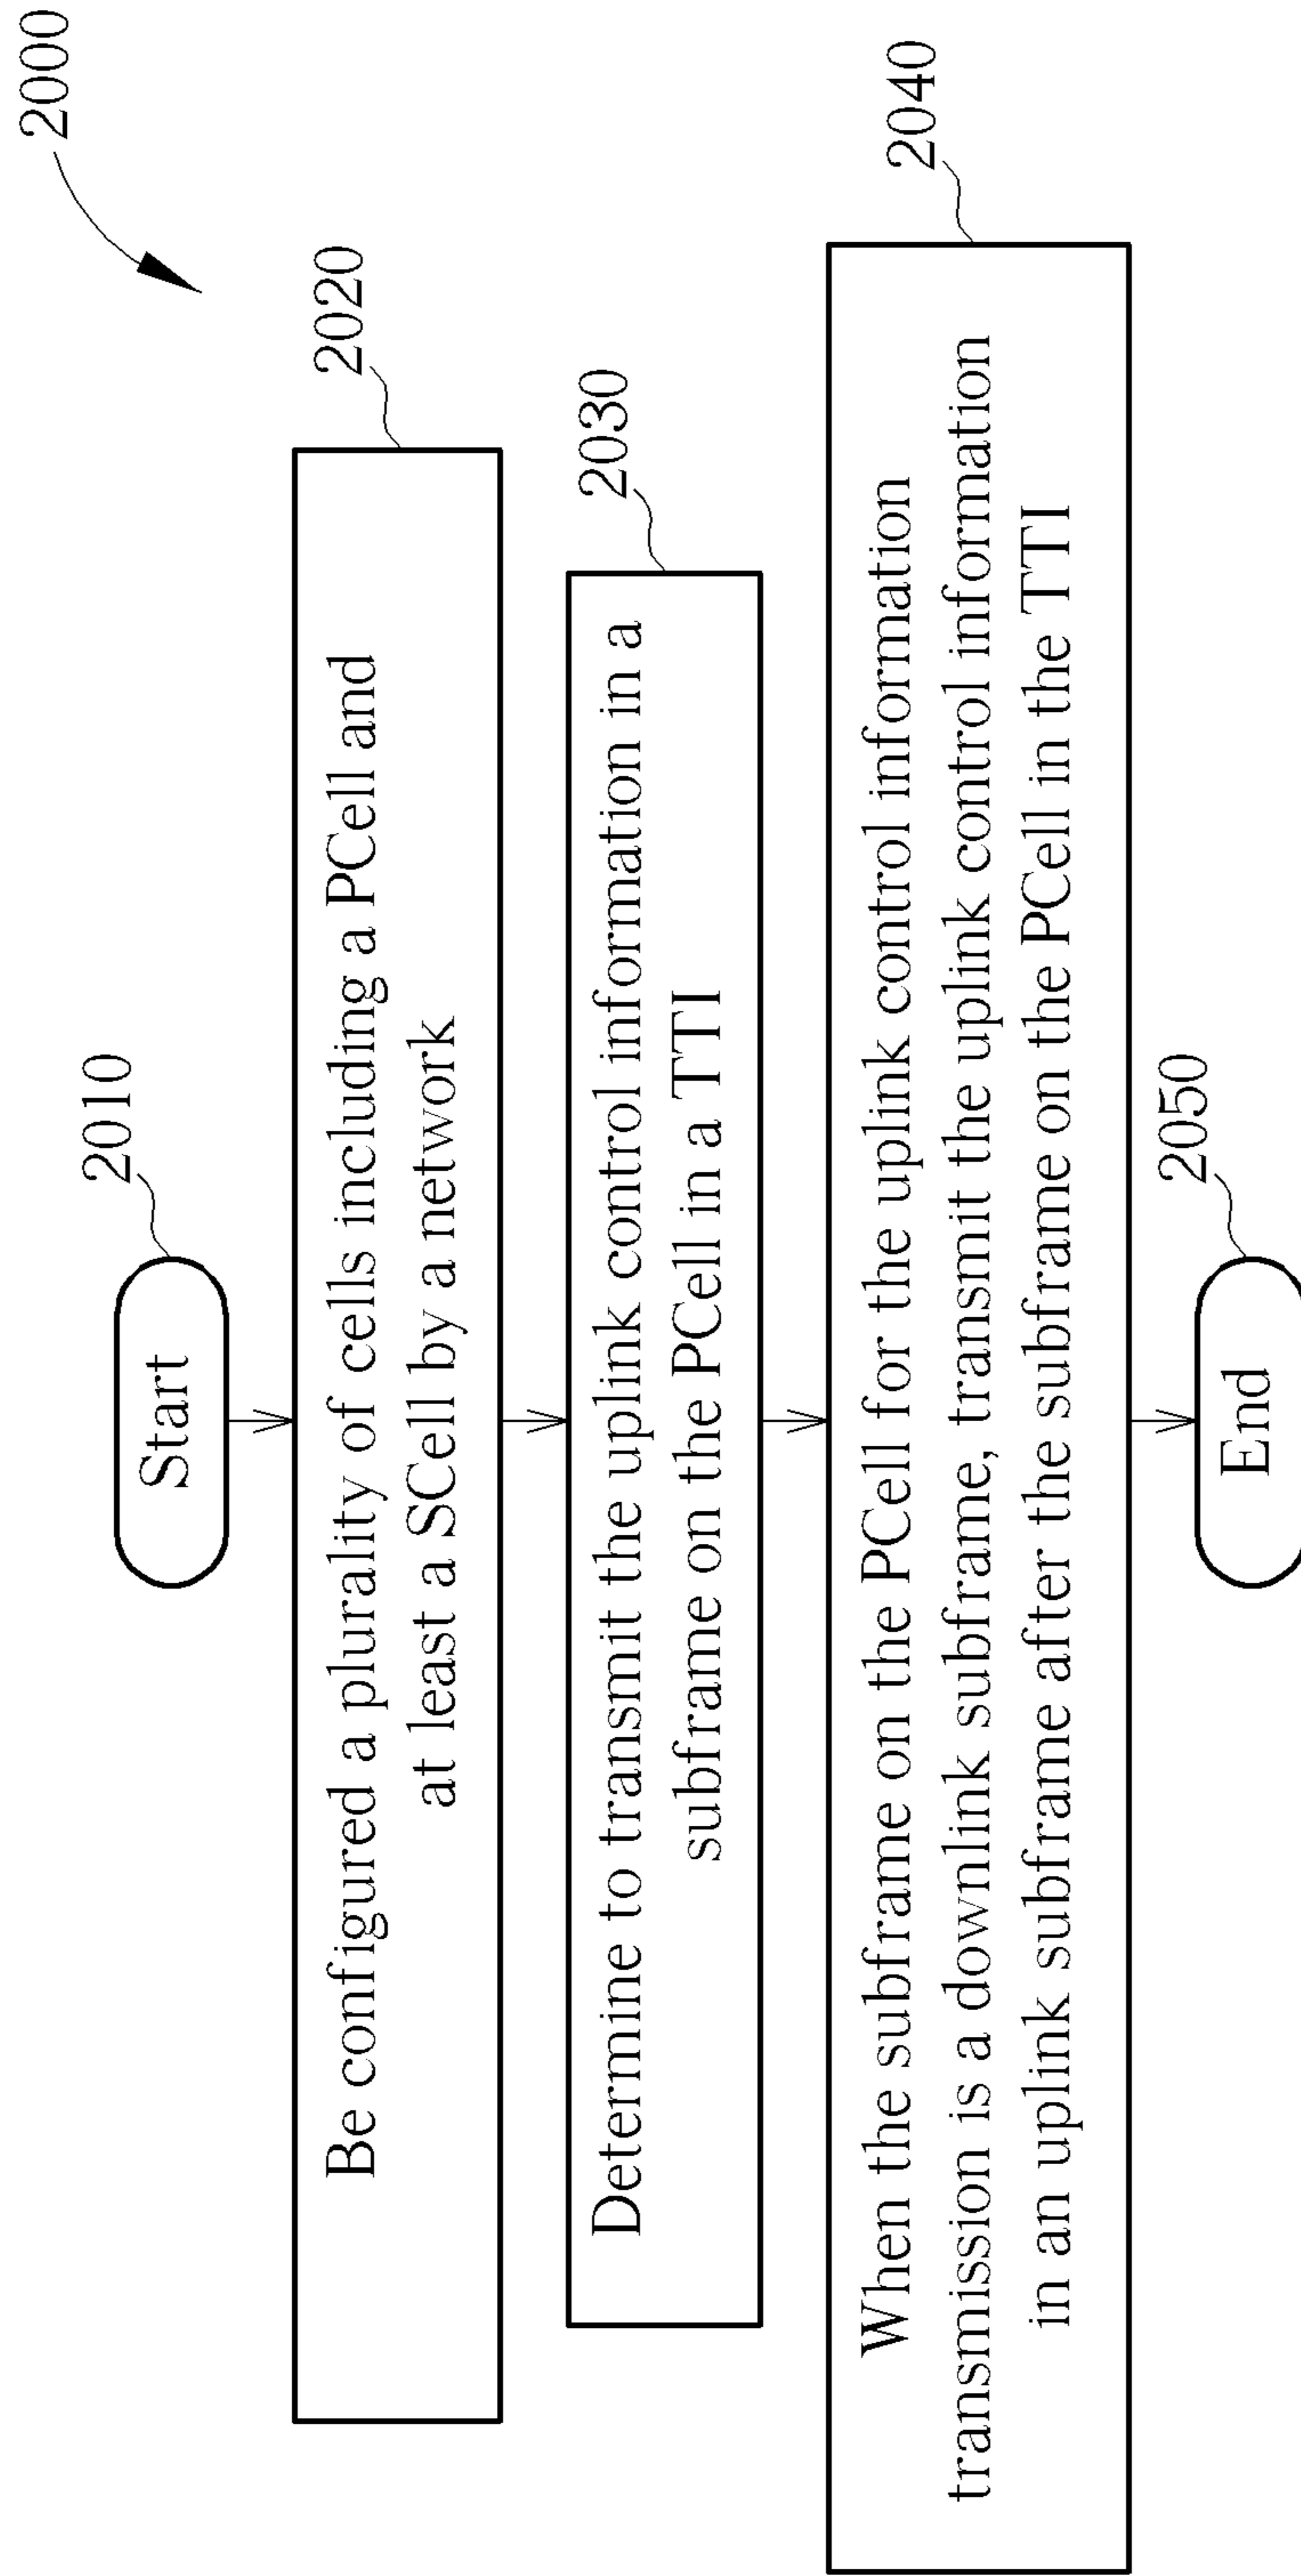 2000
2010
Start
2020
Be configured a plurality of cells including a PCell and
at least a SCell by a network
2030
Determine to transmit the uplink control information in a
subframe on the PCell in a TTI
2040
When the subframe on the PCell for the uplink control information
transmission is a downlink subframe, transmit the uplink control information
in an uplink subframe after the subframe on the PCell in the TTI
2050
End